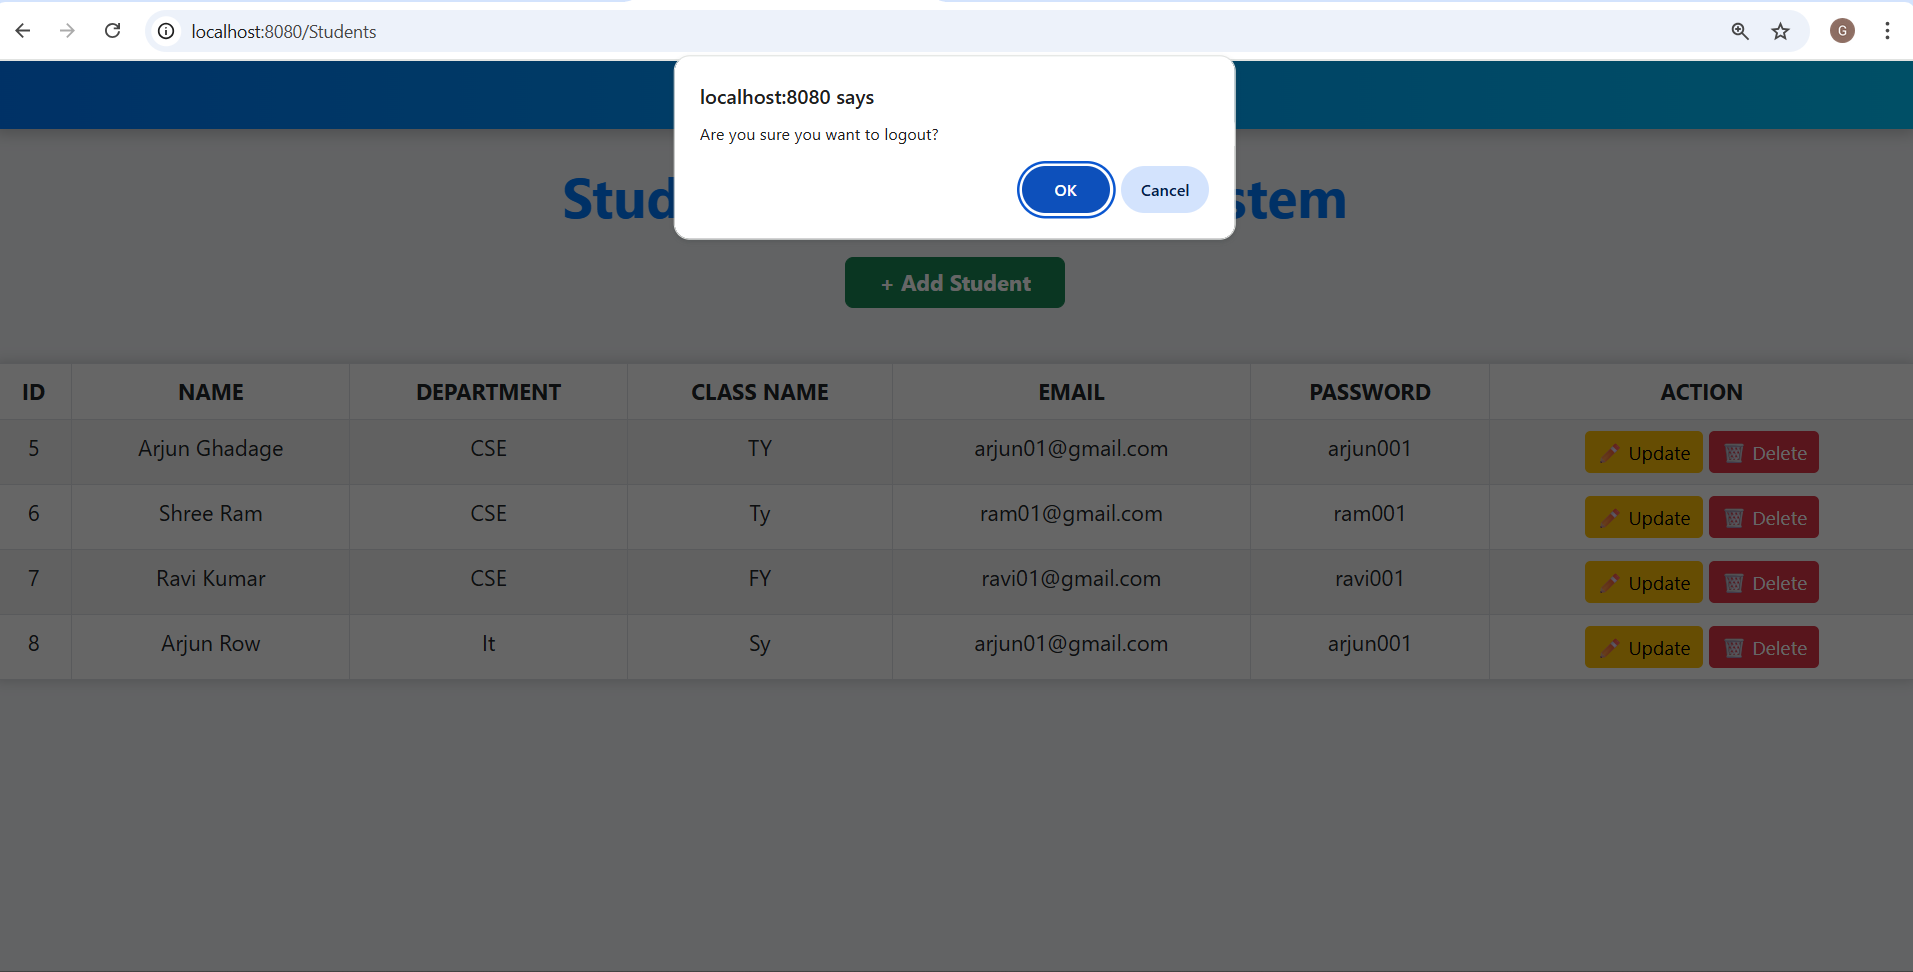 localhost:8080/Students
G
localhost:8080 says
Are you sure you want to logout?
OK Cancel
Stud stem
+ Add Student
ID NAME DEPARTMENT CLASS NAME EMAIL PASSWORD ACTION
5 Arjun Ghadage CSE TY arjun01@gmail.com arjun001 Update Delete
6 Shree Ram CSE Ty ram01@gmail.com ram001 Update Delete
7 Ravi Kumar CSE FY ravi01@gmail.com ravi001 Update Delete
8 Arjun Row It Sy arjun01@gmail.com arjun001 Update Delete